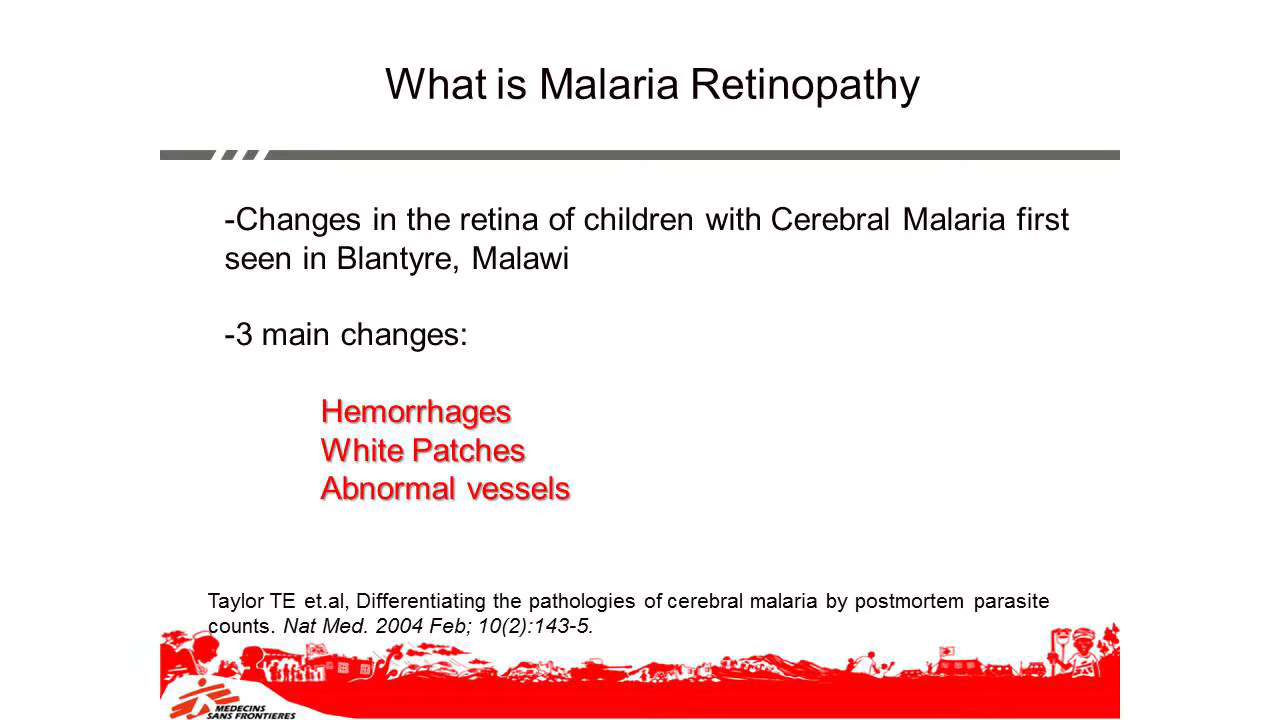 What is Malaria Retinopathy
-Changes in the retina of children with Cerebral Malaria first
seen in Blantyre, Malawi
-3 main changes:
Hemorrhages
White Patches
Abnormal vessels
Taylor TE et.al, Differentiating the pathologies of cerebral malaria by postmortem parasite
counts. Nat Med. 2004 Feb; 10(2):143-5.
MEDECINS
SANS FRONTIERES